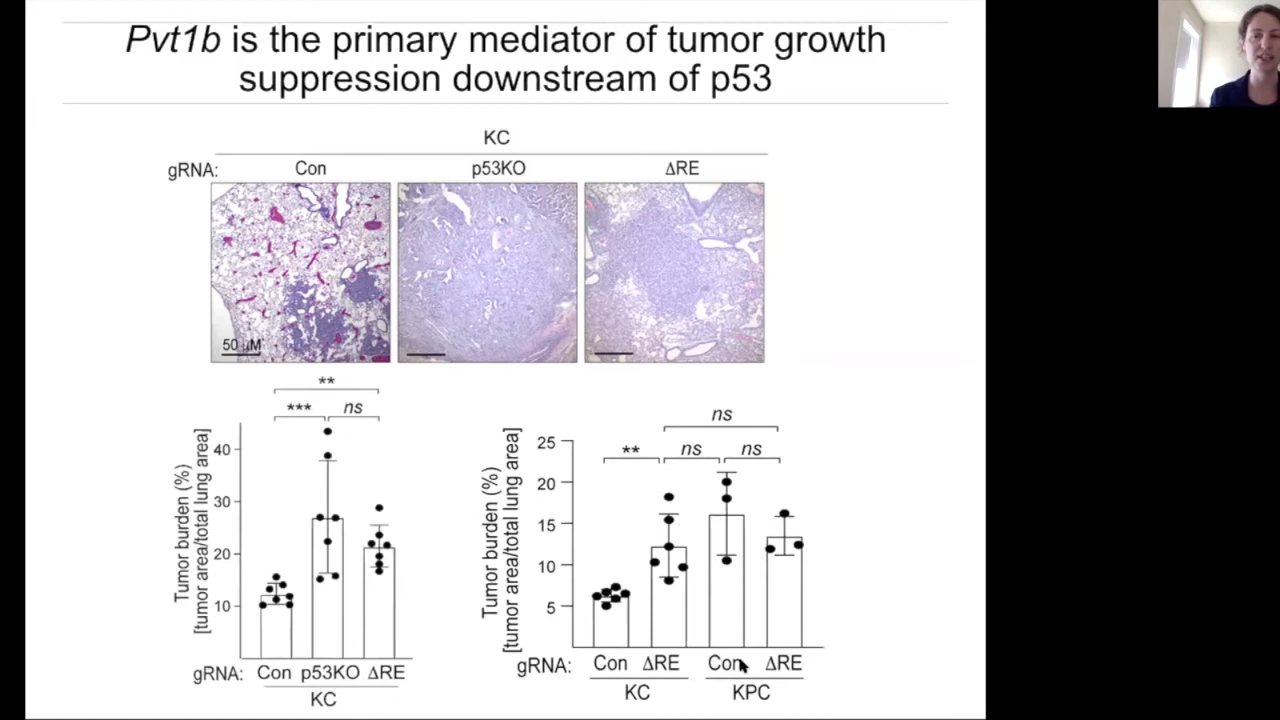 Pvt1b is the primary mediator of tumor growth
suppression downstream of p53
KC
gRNA: Con p53KO ΔRE
50 µM
**
*** ns
Tumor burden (%)
[tumor area/total lung area]
40
30
20
10
gRNA: Con p53KO ΔRE
KC
ns
** ns ns
Tumor burden (%)
[tumor area/total lung area]
25
20
15
10
5
gRNA: Con ΔRE Con ΔRE
KC KPC